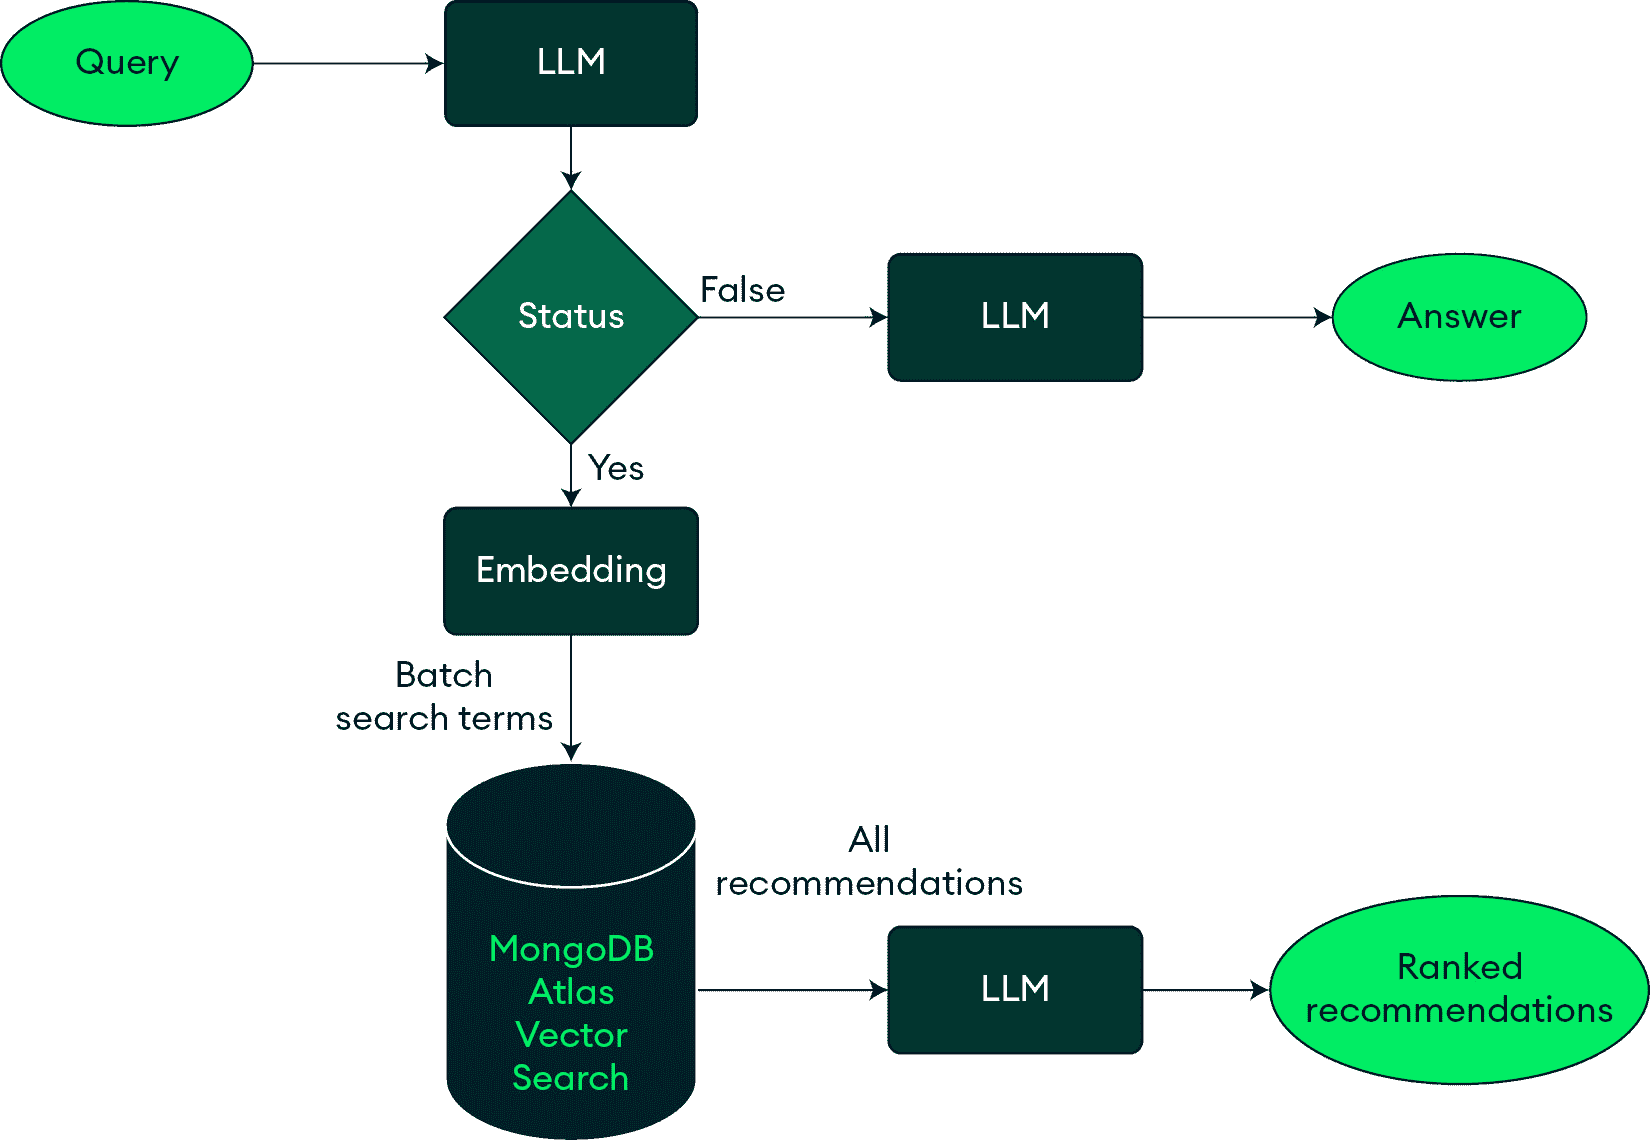 Query
LLM
Status
False
LLM
Answer
Yes
Embedding
Batch
search terms
All
recommendations
MongoDB
Atlas
Vector
Search
LLM
Ranked
recommendations